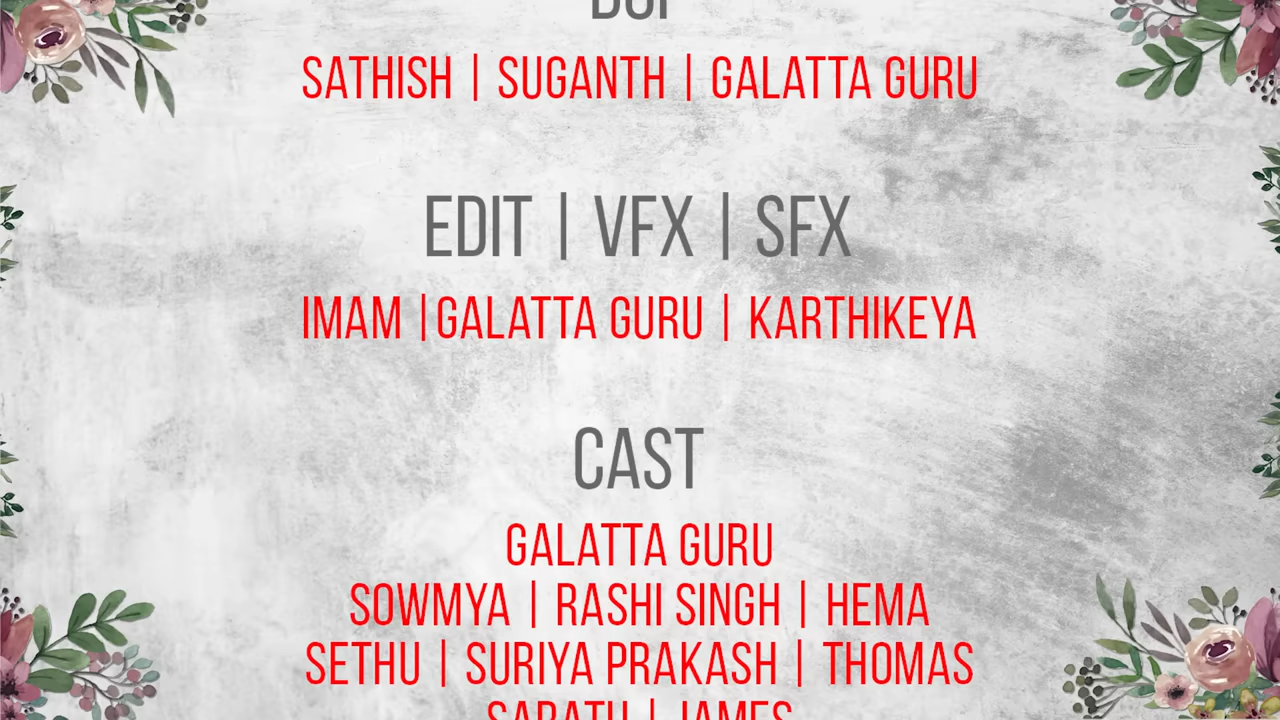 SATHISH | SUGANTH | GALATTA GURU
EDIT | VFX | SFX
IMAM |GALATTA GURU | KARTHIKEYA
CAST
GALATTA GURU
SOWMYA | RASHI SINGH | HEMA
SETHU | SURIYA PRAKASH | THOMAS
| JAMES